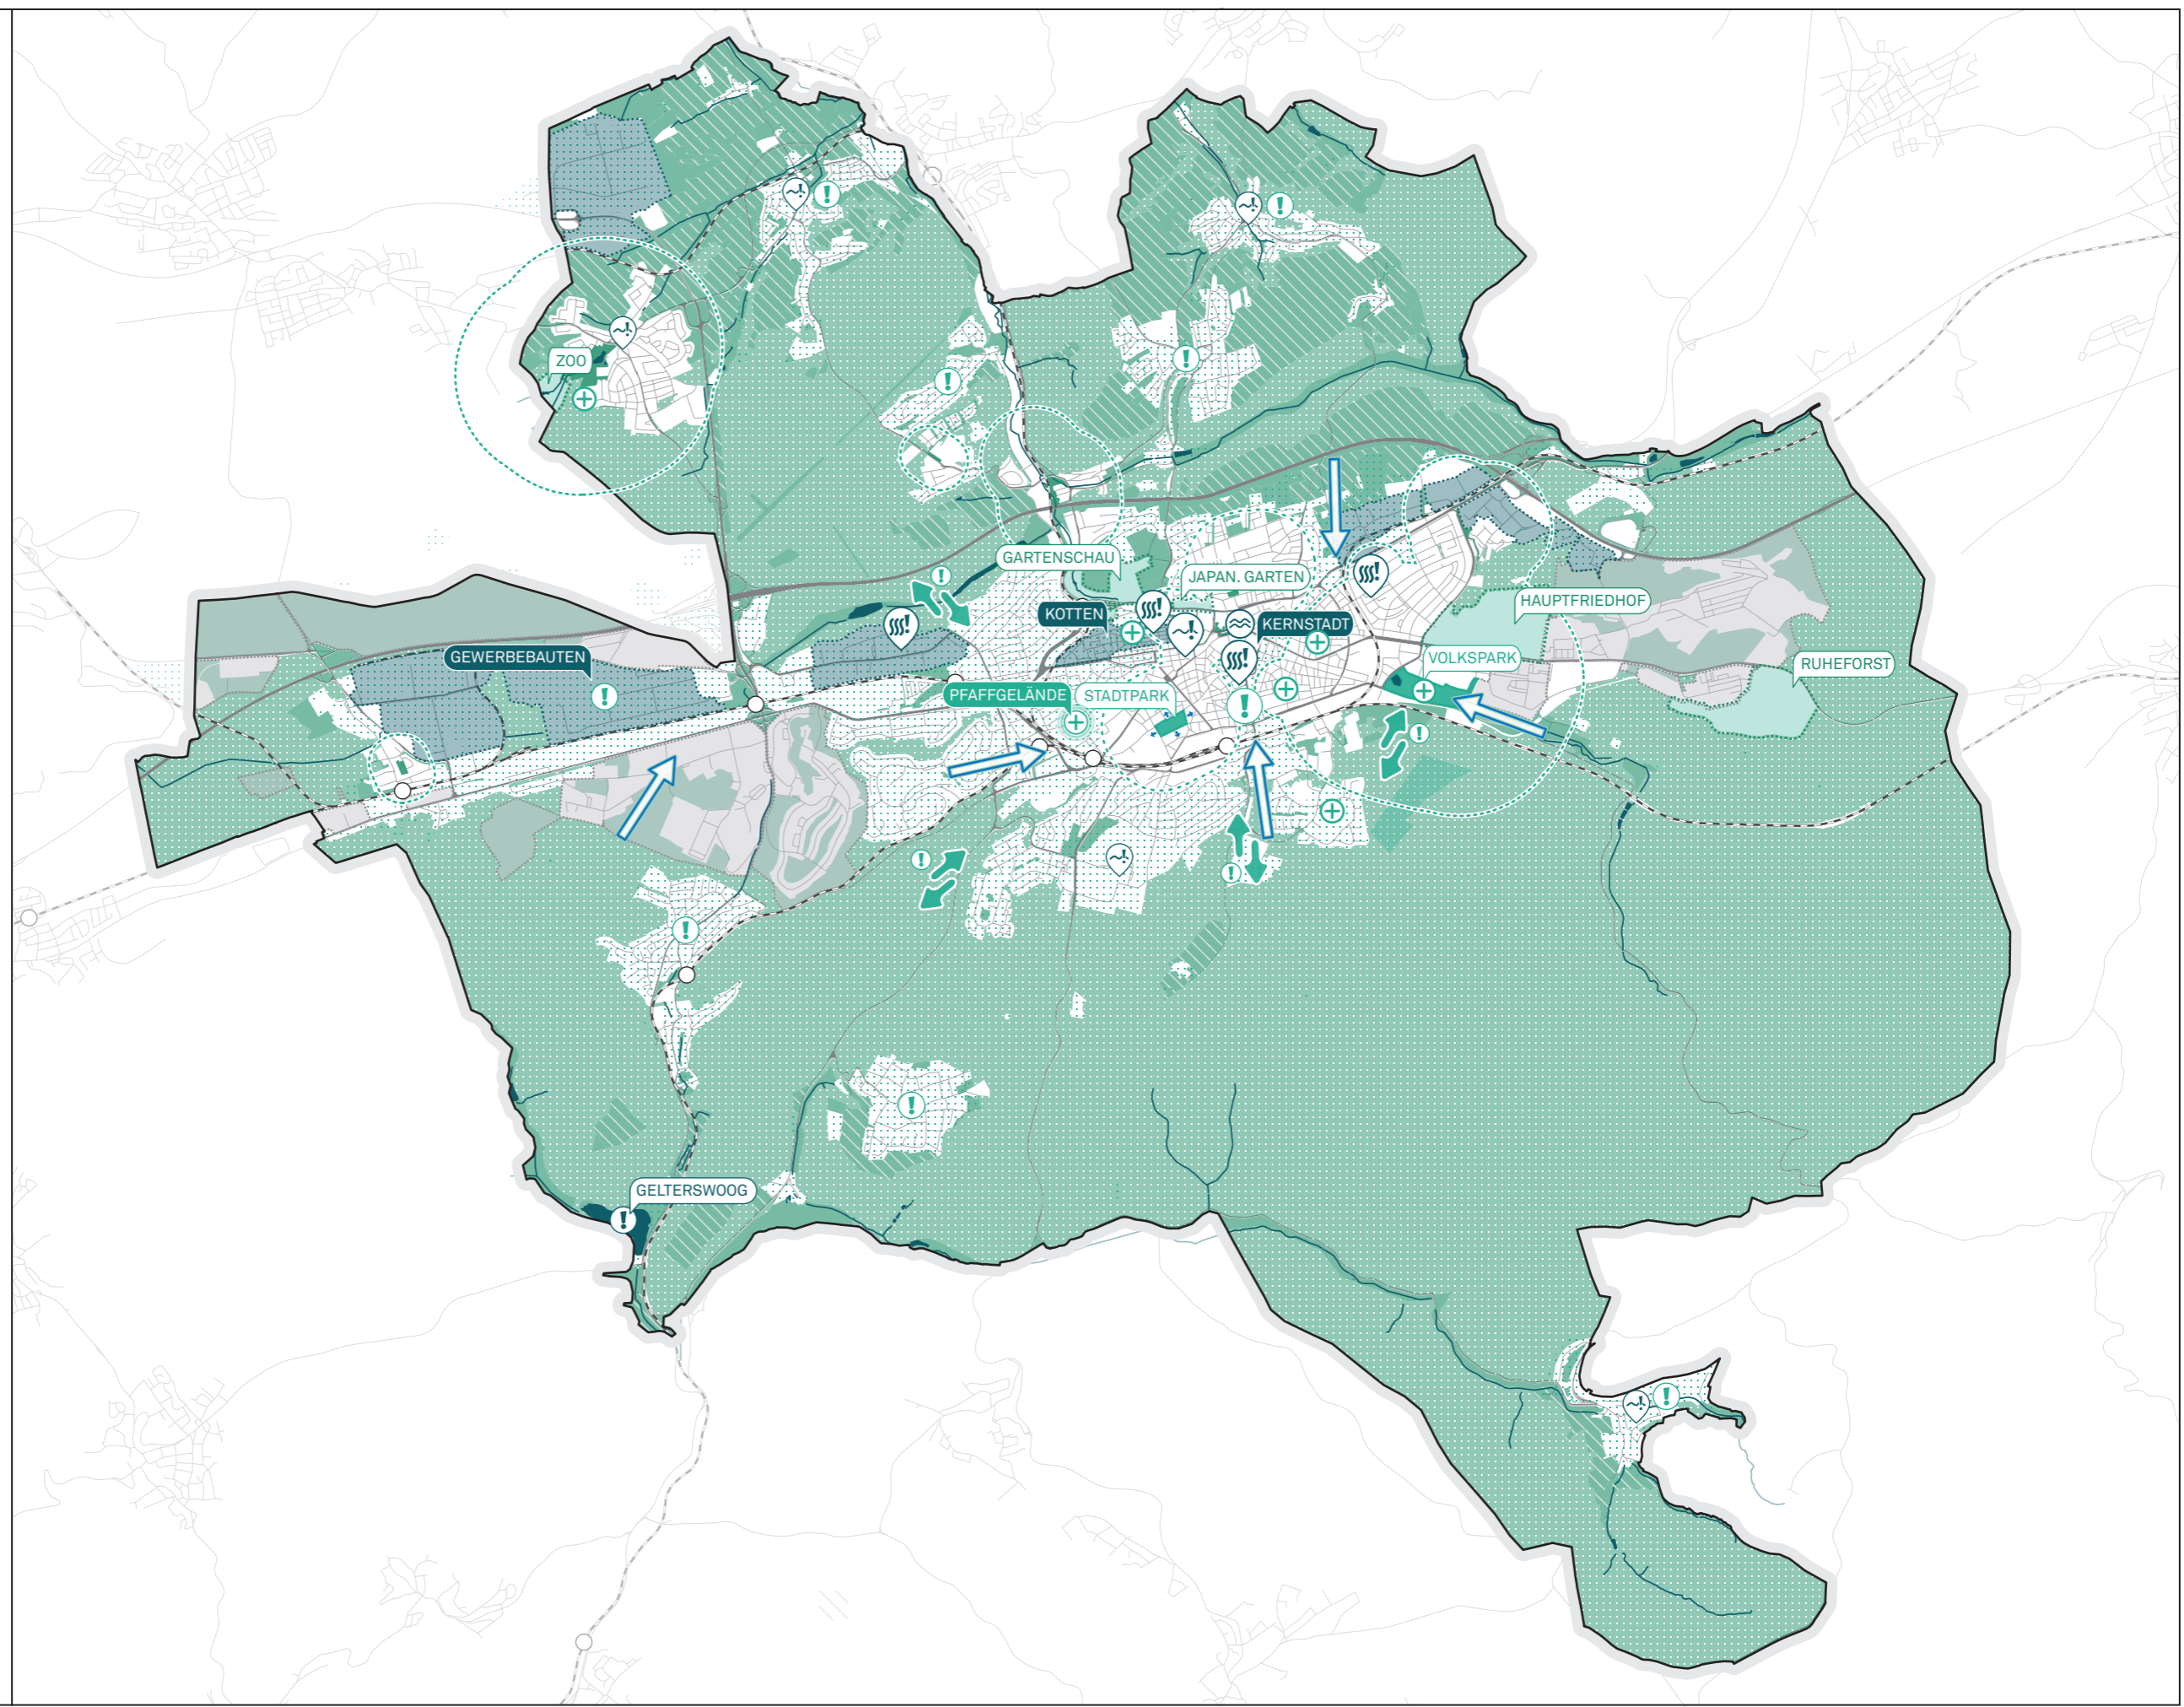 ZOO
GARTENSCHAU
JAPAN. GARTEN
HAUPTFRIEDHOF
KOTTEN
KERNSTADT
GEWERBEBAUTEN
VOLKSPARK
RUHEFORST
PFAFFGELÄNDE
STADTPARK
GELTERSWOOG